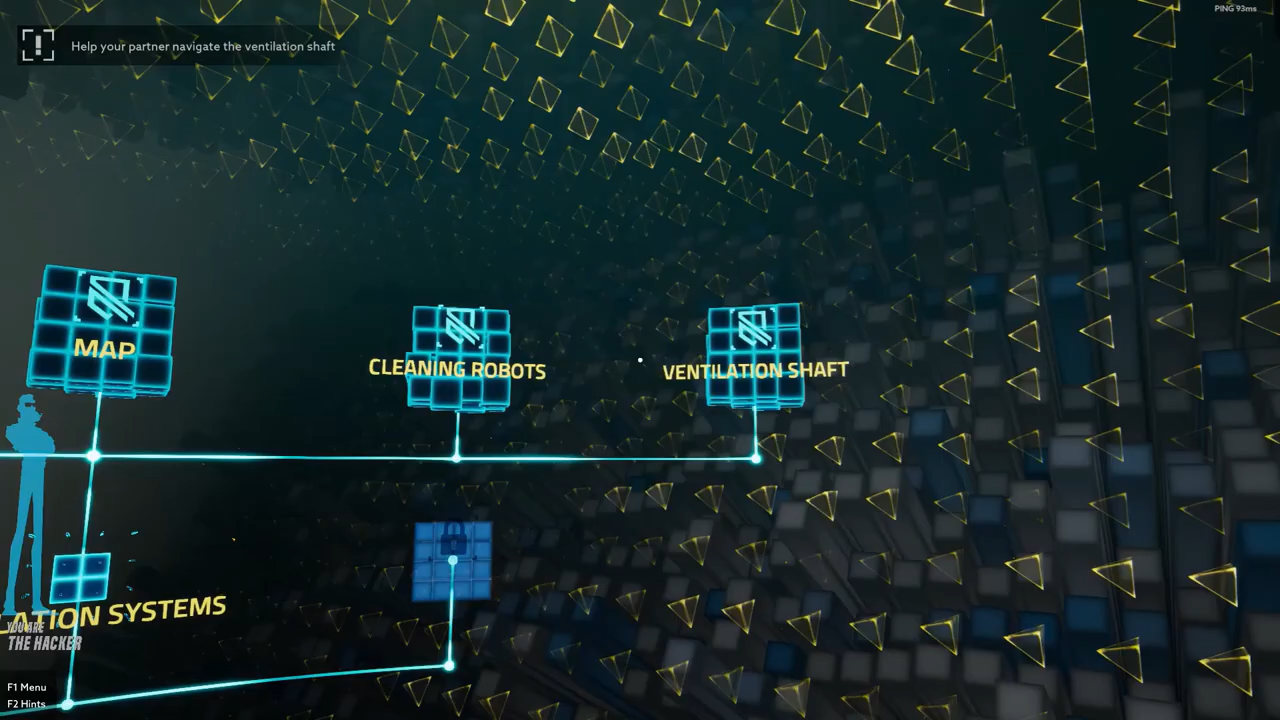 PING 93ms
Help your partner navigate the ventilation shaft
MAP
CLEANING ROBOTS
VENTILATION SHAFT
ATION SYSTEMS
YOU ARE
THE HACKER
F1 Menu
F2 Hints